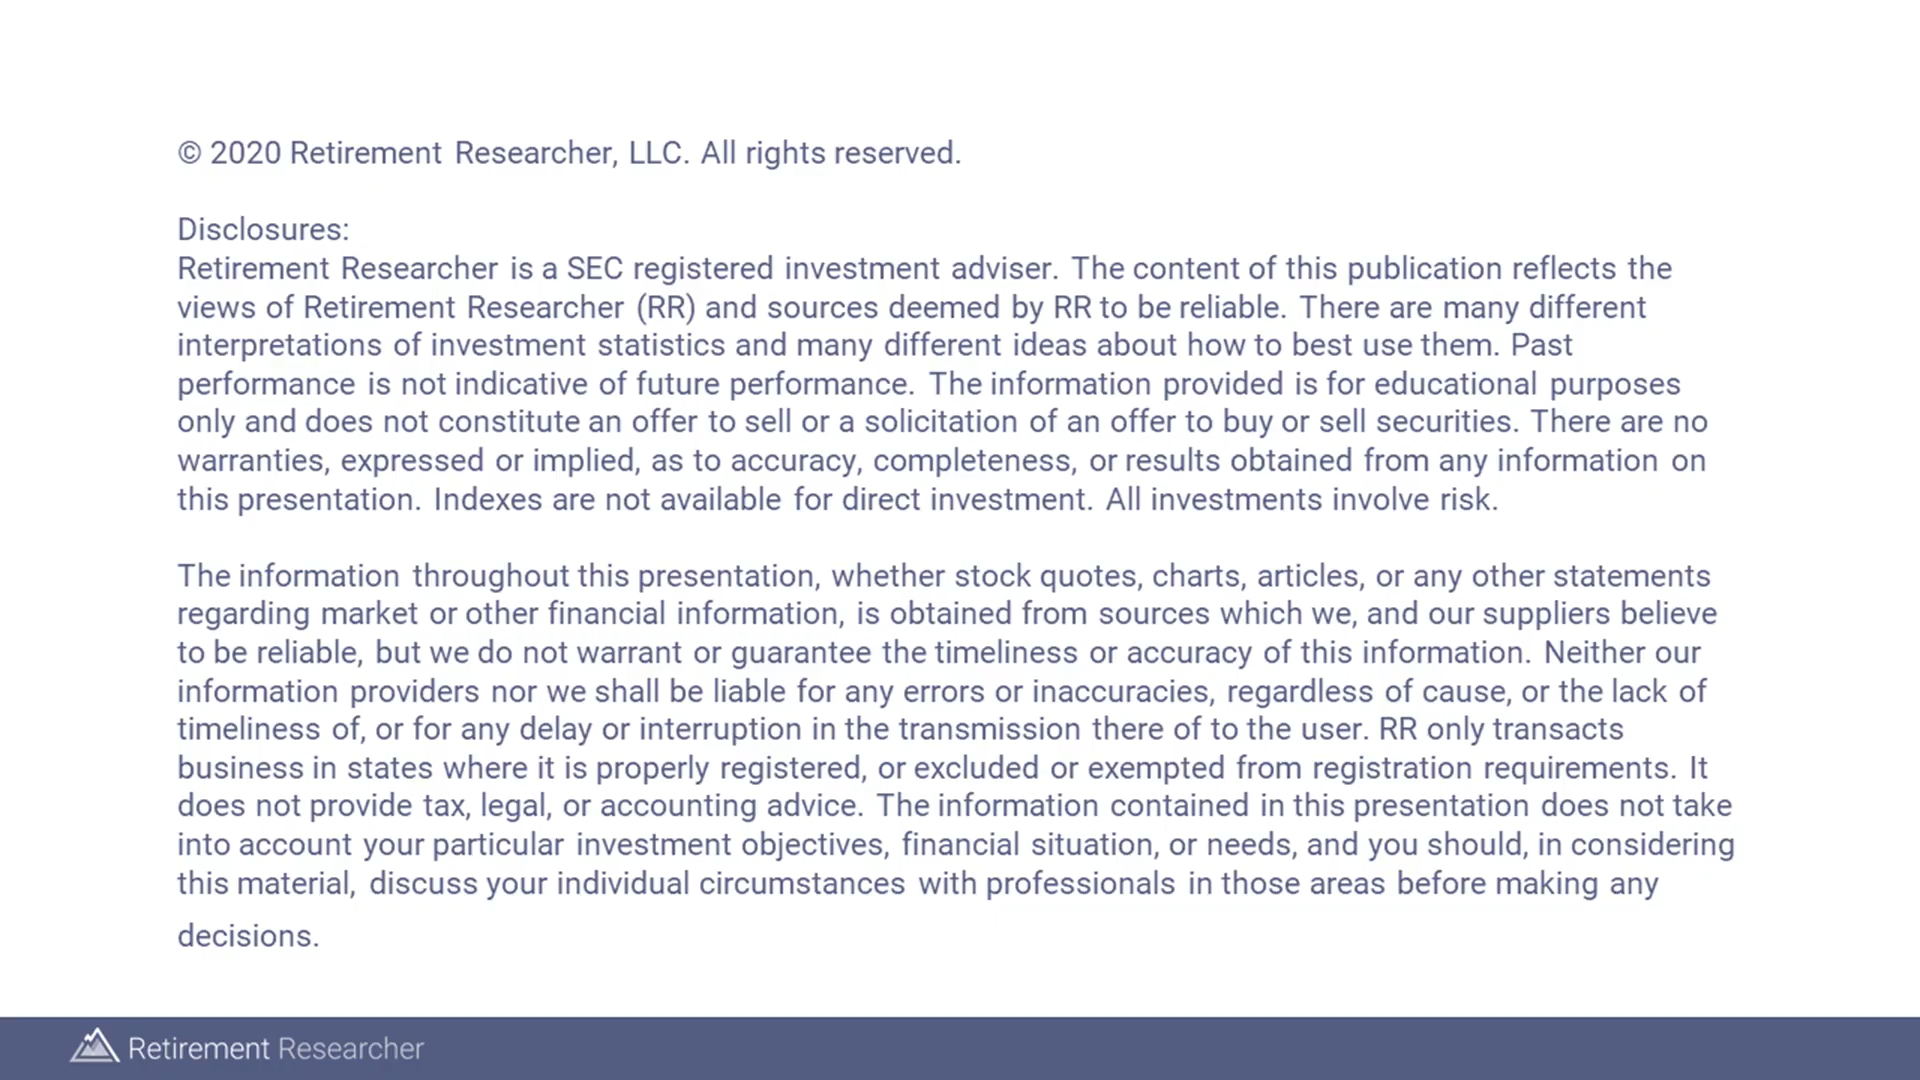 © 2020 Retirement Researcher, LLC. All rights reserved.
Disclosures:
Retirement Researcher is a SEC registered investment adviser. The content of this publication reflects the
views of Retirement Researcher (RR) and sources deemed by RR to be reliable. There are many different
interpretations of investment statistics and many different ideas about how to best use them. Past
performance is not indicative of future performance. The information provided is for educational purposes
only and does not constitute an offer to sell or a solicitation of an offer to buy or sell securities. There are no
warranties, expressed or implied, as to accuracy, completeness, or results obtained from any information on
this presentation. Indexes are not available for direct investment. All investments involve risk.
The information throughout this presentation, whether stock quotes, charts, articles, or any other statements
regarding market or other financial information, is obtained from sources which we, and our suppliers believe
to be reliable, but we do not warrant or guarantee the timeliness or accuracy of this information. Neither our
information providers nor we shall be liable for any errors or inaccuracies, regardless of cause, or the lack of
timeliness of, or for any delay or interruption in the transmission there of to the user. RR only transacts
business in states where it is properly registered, or excluded or exempted from registration requirements. It
does not provide tax, legal, or accounting advice. The information contained in this presentation does not take
into account your particular investment objectives, financial situation, or needs, and you should, in considering
this material, discuss your individual circumstances with professionals in those areas before making any
decisions.
Retirement Researcher